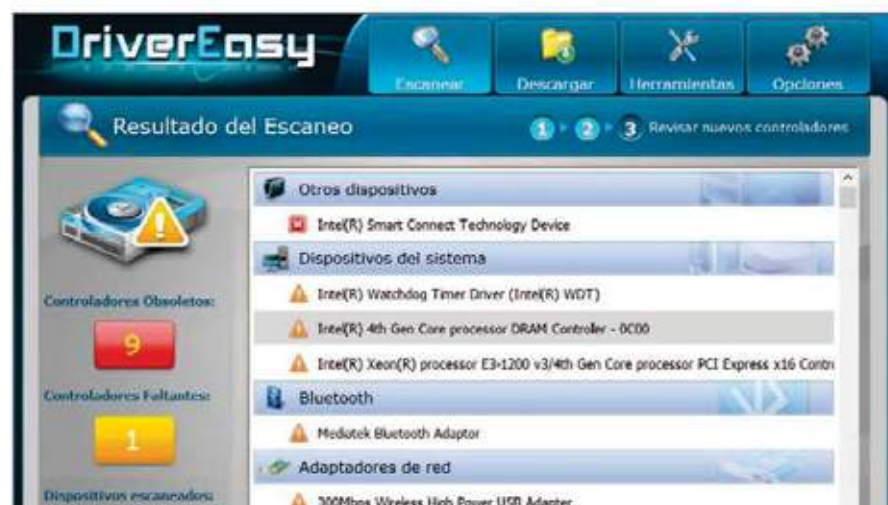 DriverEasy
Escanear
Descargar
Herramientas
Opciones
Resultado del Escaneo
1 2 3 Revisar nuevos controladores
Controladores Obsoletos:
9
Controladores Faltantes:
1
Dispositivos escaneados:
Otros dispositivos
Intel(R) Smart Connect Technology Device
Dispositivos del sistema
Intel(R) Watchdog Timer Driver (Intel(R) WDT)
Intel(R) 4th Gen Core processor DRAM Controller - 0C00
Intel(R) Xeon(R) processor E3-1200 v3/4th Gen Core processor PCI Express x16 Contr
Bluetooth
Mediatek Bluetooth Adaptor
Adaptadores de red
300Mbps Wireless High Power USB Adapter